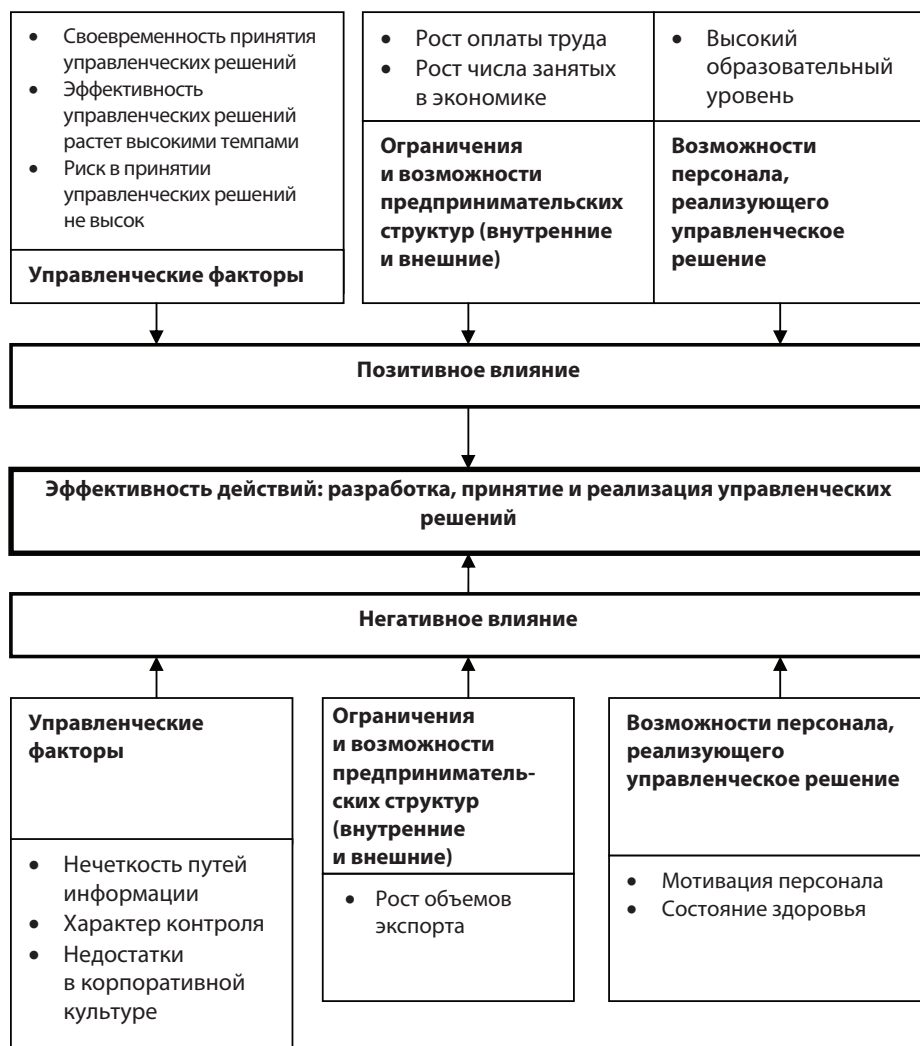 • Своевременность принятия
управленческих решений
• Эффективность
управленческих решений
растет высокими темпами
• Риск в принятии
управленческих решений
не высок
Управленческие факторы
• Рост оплаты труда
• Рост числа занятых
в экономике
Ограничения
и возможности
предпринимательских
структур (внутренние
и внешние)
• Высокий
образовательный
уровень
Возможности
персонала,
реализующего
управленческое
решение
Позитивное влияние
Эффективность действий: разработка, принятие и реализация управленческих
решений
Негативное влияние
Управленческие
факторы
• Нечеткость путей
информации
• Характер контроля
• Недостатки
в корпоративной
культуре
Ограничения
и возможности
предприниматель-
ских структур
(внутренние
и внешние)
• Рост объемов
экспорта
Возможности персонала,
реализующего
управленческое решение
• Мотивация персонала
• Состояние здоровья